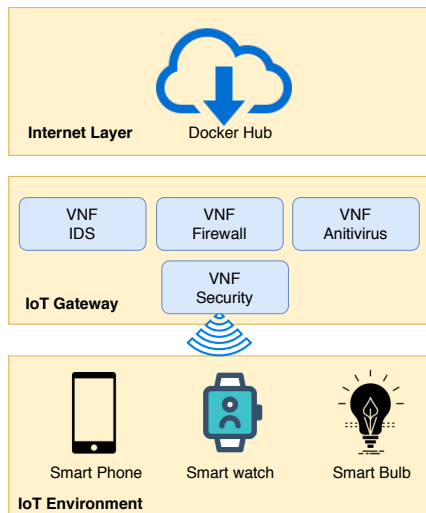 Internet Layer
Docker Hub
VNF
IDS
VNF
Firewall
VNF
Anitivirus
VNF
Security
IoT Gateway
Smart Phone
Smart watch
Smart Bulb
IoT Environment